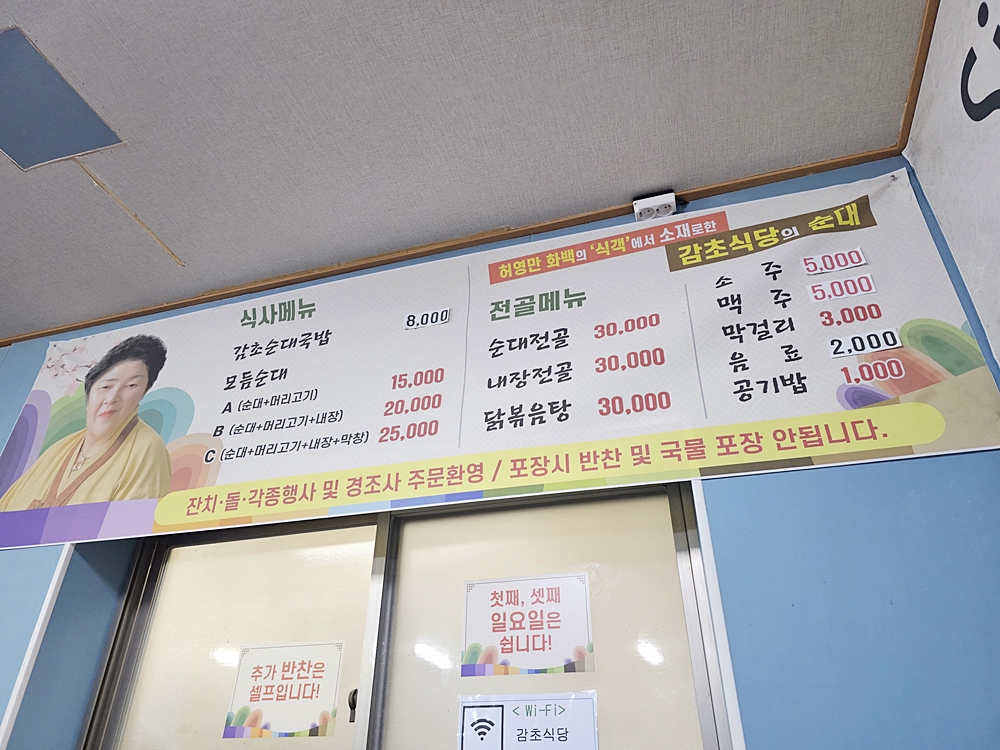 식사메뉴
감초순대국밥 8,000
모듬순대
A (순대+머리고기) 15,000
B (순대+머리고기+내장) 20,000
C (순대+머리고기+내장+막창) 25,000
허영만 화백의 '식객'에서 소재로한
감초식당의 순대
전골메뉴
순대전골 30,000
내장전골 30,000
닭볶음탕 30,000
소 주 5,000
맥 주 5,000
막걸리 3,000
음 료 2,000
공기밥 1,000
잔치·돌·각종행사 및 경조사 주문환영 / 포장시 반찬 및 국물 포장 안됩니다.
추가 반찬은
셀프입니다!
첫째, 셋째
일요일은
쉽니다!
< Wi-Fi>
감초식당